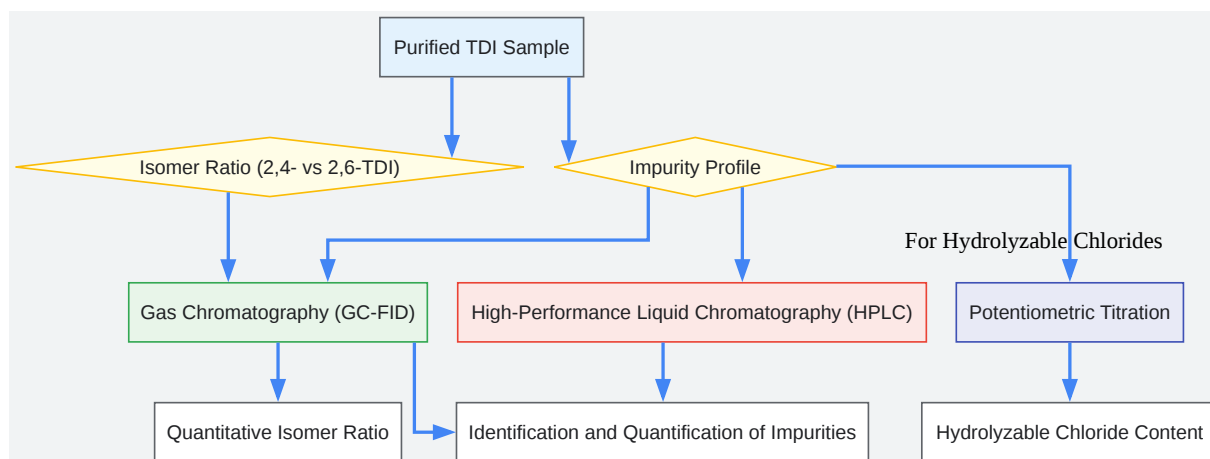 Purified TDI Sample
Isomer Ratio (2,4- vs 2,6-TDI)
Impurity Profile
For Hydrolyzable Chlorides
Gas Chromatography (GC-FID)
High-Performance Liquid Chromatography (HPLC)
Potentiometric Titration
Quantitative Isomer Ratio
Identification and Quantification of Impurities
Hydrolyzable Chloride Content